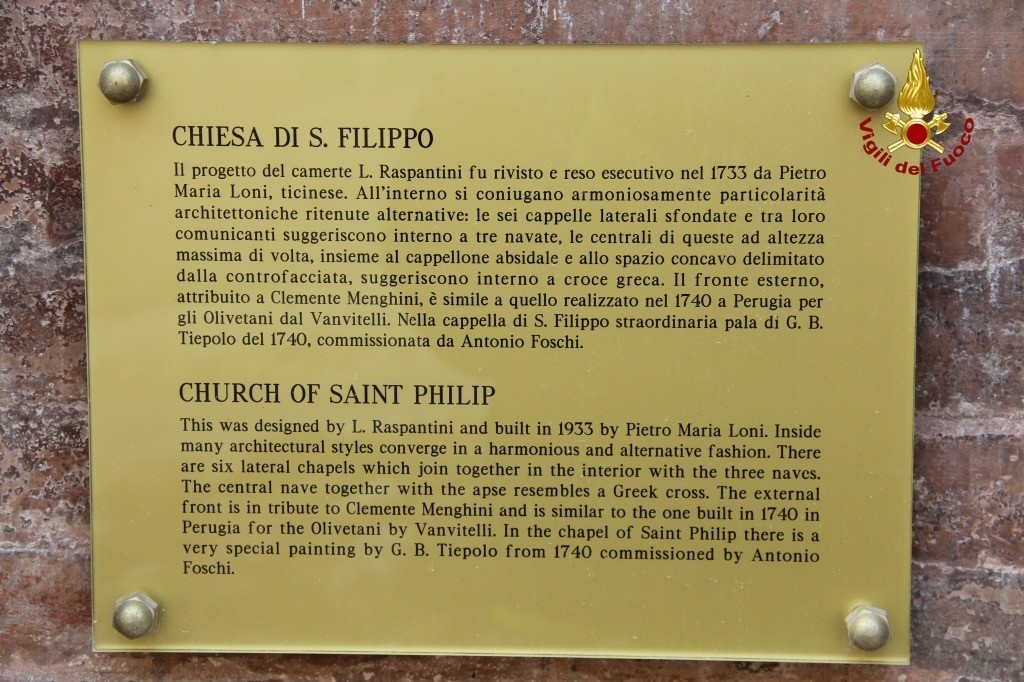 Vigili del Fuoco
CHIESA DI S. FILIPPO
Il progetto del camerte L. Raspantini fu rivisto e reso esecutivo nel 1733 da Pietro
Maria Loni, ticinese. All'interno si coniugano armoniosamente particolarità
architettoniche ritenute alternative: le sei cappelle laterali sfondate e tra loro
comunicanti suggeriscono interno a tre navate, le centrali di queste ad altezza
massima di volta, insieme al cappellone absidale e allo spazio concavo delimitato
dalla controfacciata, suggeriscono interno a croce greca. Il fronte esterno,
attribuito a Clemente Menghini, è simile a quello realizzato nel 1740 a Perugia per
gli Olivetani dal Vanvitelli. Nella cappella di S. Filippo straordinaria pala di G. B.
Tiepolo del 1740, commissionata da Antonio Foschi.
CHURCH OF SAINT PHILIP
This was designed by L. Raspantini and built in 1933 by Pietro Maria Loni. Inside
many architectural styles converge in a harmonious and alternative fashion. There
are six lateral chapels which join together in the interior with the three naves.
The central nave together with the apse resembles a Greek cross. The external
front is in tribute to Clemente Menghini and is similar to the one built in 1740 in
Perugia for the Olivetani by Vanvitelli. In the chapel of Saint Philip there is a
very special painting by G. B. Tiepolo from 1740 commissioned by Antonio
Foschi.